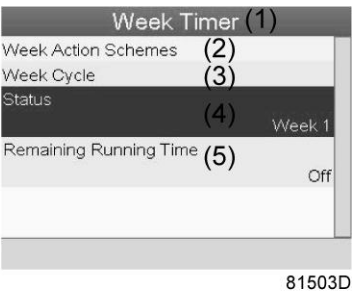 Week Timer (1)
Week Action Schemes (2)
Week Cycle (3)
Status (4)
Week 1
Remaining Running Time (5)
Off
81503D